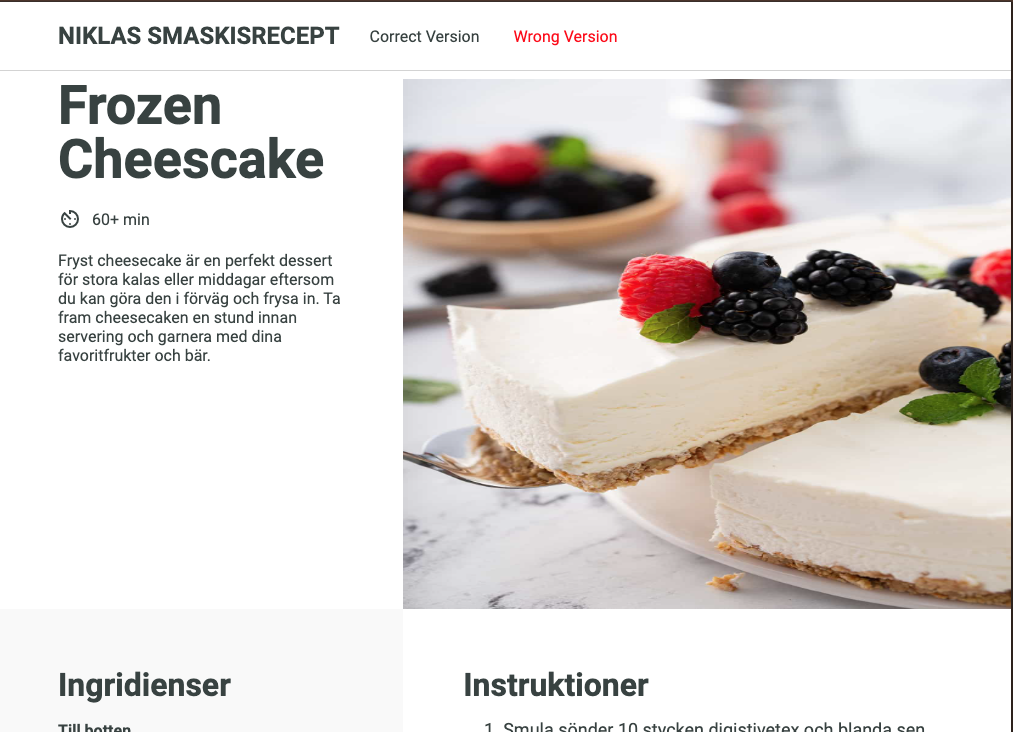 NIKLAS SMASKISRECEPT Correct Version Wrong Version
Frozen
Cheescake
60+ min
Fryst cheesecake är en perfekt dessert
för stora kalas eller middagar eftersom
du kan göra den i förväg och frysa in. Ta
fram cheesecaken en stund innan
servering och garnera med dina
favoritfrukter och bär.
Ingridienser
Till botten
Instruktioner
1. Smula sönder 10 stycken digistivetex och blanda sen